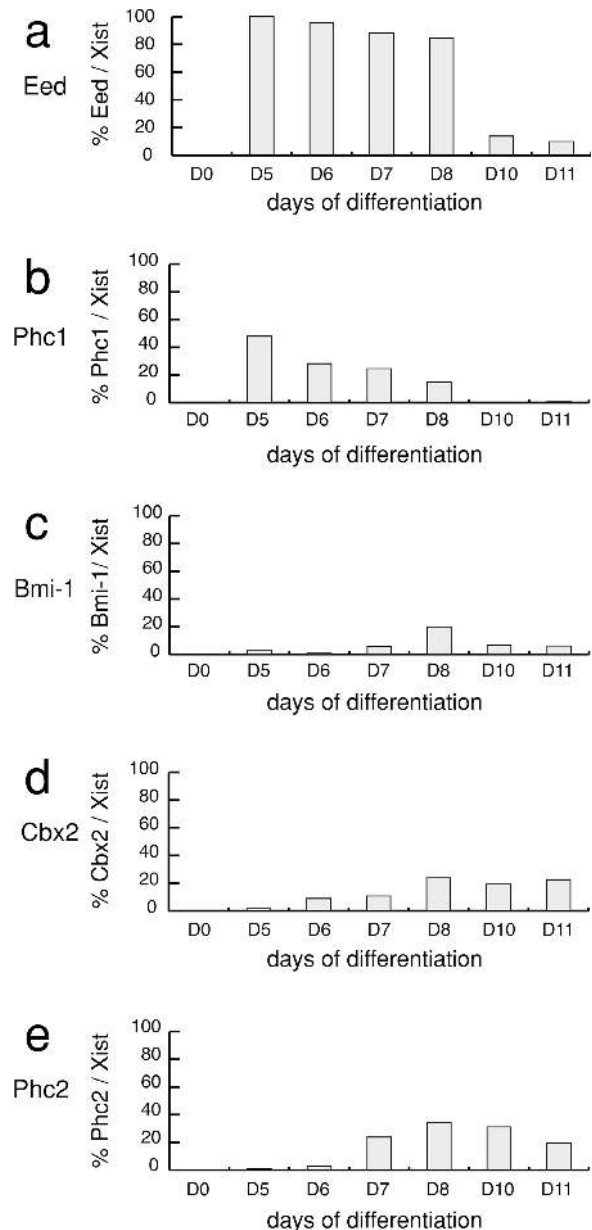 a
Eed
% Eed / Xist
100
80
60
40
20
0
D0 D5 D6 D7 D8 D10 D11
days of differentiation
b
Phc1
% Phc1 / Xist
100
80
60
40
20
0
D0 D5 D6 D7 D8 D10 D11
days of differentiation
c
Bmi-1
% Bmi-1/ Xist
100
80
60
40
20
0
D0 D5 D6 D7 D8 D10 D11
days of differentiation
d
Cbx2
% Cbx2 / Xist
100
80
60
40
20
0
D0 D5 D6 D7 D8 D10 D11
days of differentiation
e
Phc2
% Phc2 / Xist
100
80
60
40
20
0
D0 D5 D6 D7 D8 D10 D11
days of differentiation